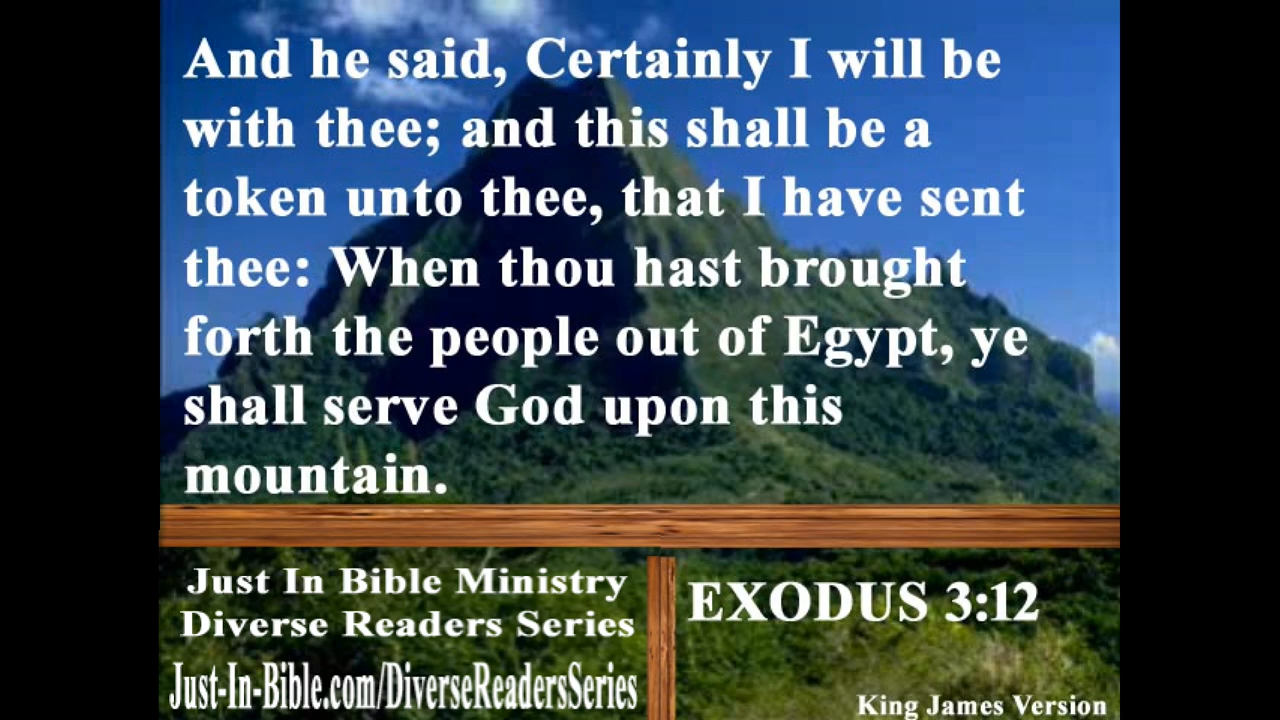 And he said, Certainly I will be
with thee; and this shall be a
token unto thee, that I have sent
thee: When thou hast brought
forth the people out of Egypt, ye
shall serve God upon this
mountain.
Just In Bible Ministry
Diverse Readers Series
Just-In-Bible.com/DiverseReadersSeries
EXODUS 3:12
King James Version